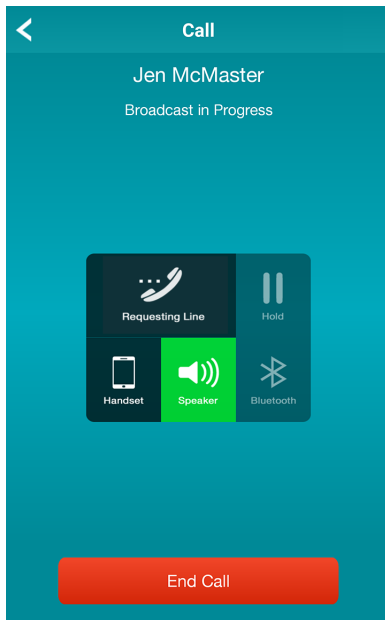 Call
Jen McMaster
Broadcast in Progress
Requesting Line
Hold
Handset
Speaker
Bluetooth
End Call